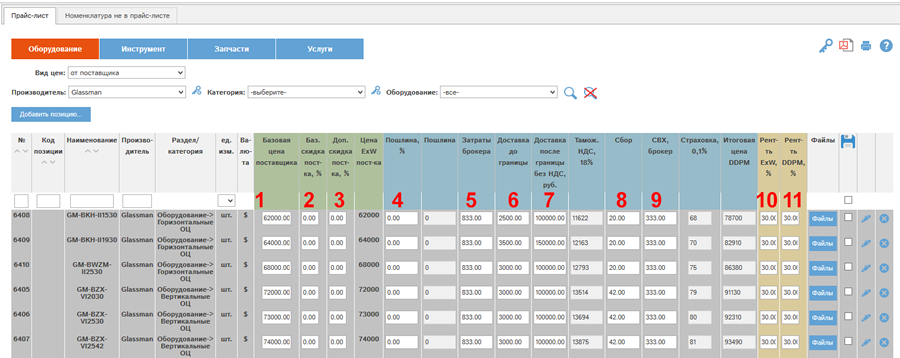 Прайс-лист Номенклатура не в прайс-листе
Оборудование Инструмент Запчасти Услуги
Вид цен: от поставщика
Производитель: Glassman Категория: -выберите- Оборудование: -все-
Добавить позицию...
№ Код позиции Наименование Произво-дитель Раздел/категория ед. изм. Ва-лю-та Базовая цена поставщика Баз. скидка пост-ка, % Доп. скидка пост-ка, % Цена ExW пост-ка Пошлина, % Пошлина Затраты брокера Доставка до границы Доставка после границы без НДС, руб. Тамож. НДС, 18% Сбор СВХ, брокер Страховка, 0,1% Итоговая цена DDPM Рент-ть ExW, % Рент-ть DDPM, % Файлы
1 2 3 4 5 6 7 8 9 10 11
6408 GM-BKH-II1530 Glassman Оборудование-> Горизонтальные ОЦ шт. $ 62000.00 0.00 0.00 62000 0.00 0 833.00 2500.00 100000.00 11622 20.00 333.00 68 78700 30.00 30.00 Файлы
6409 GM-BKH-II1930 Glassman Оборудование-> Горизонтальные ОЦ шт. $ 64000.00 0.00 0.00 64000 0.00 0 833.00 3500.00 150000.00 12163 20.00 333.00 70 82910 30.00 30.00 Файлы
6410 GM-BWZM-II2530 Glassman Оборудование-> Горизонтальные ОЦ шт. $ 68000.00 0.00 0.00 68000 0.00 0 833.00 3000.00 100000.00 12793 20.00 333.00 75 86380 30.00 30.00 Файлы
6405 GM-BZX-VI2030 Glassman Оборудование-> Вертикальные ОЦ шт. $ 72000.00 0.00 0.00 72000 0.00 0 833.00 3000.00 100000.00 13514 42.00 333.00 79 91130 30.00 30.00 Файлы
6406 GM-BZX-VI2530 Glassman Оборудование-> Вертикальные ОЦ шт. $ 73000.00 0.00 0.00 73000 0.00 0 833.00 3000.00 100000.00 13694 42.00 333.00 80 92310 30.00 30.00 Файлы
6407 GM-BZX-VI2542 Glassman Оборудование-> Вертикальные ОЦ шт. $ 74000.00 0.00 0.00 74000 0.00 0 833.00 3000.00 100000.00 13875 42.00 333.00 81 93490 30.00 30.00 Файлы